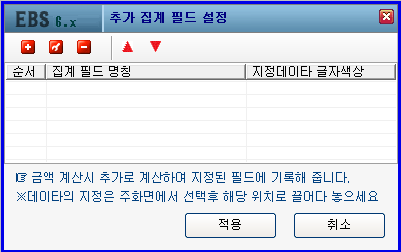 EBS 6.x 추가 집계 필드 설정
순서 집계 필드 명칭 지정데이타 글자색상
☞ 금액 계산시 추가로 계산하여 지정된 필드에 기록해 줍니다.
※데이타의 지정은 주화면에서 선택후 해당 위치로 끌어다 놓으세요
적용 취소